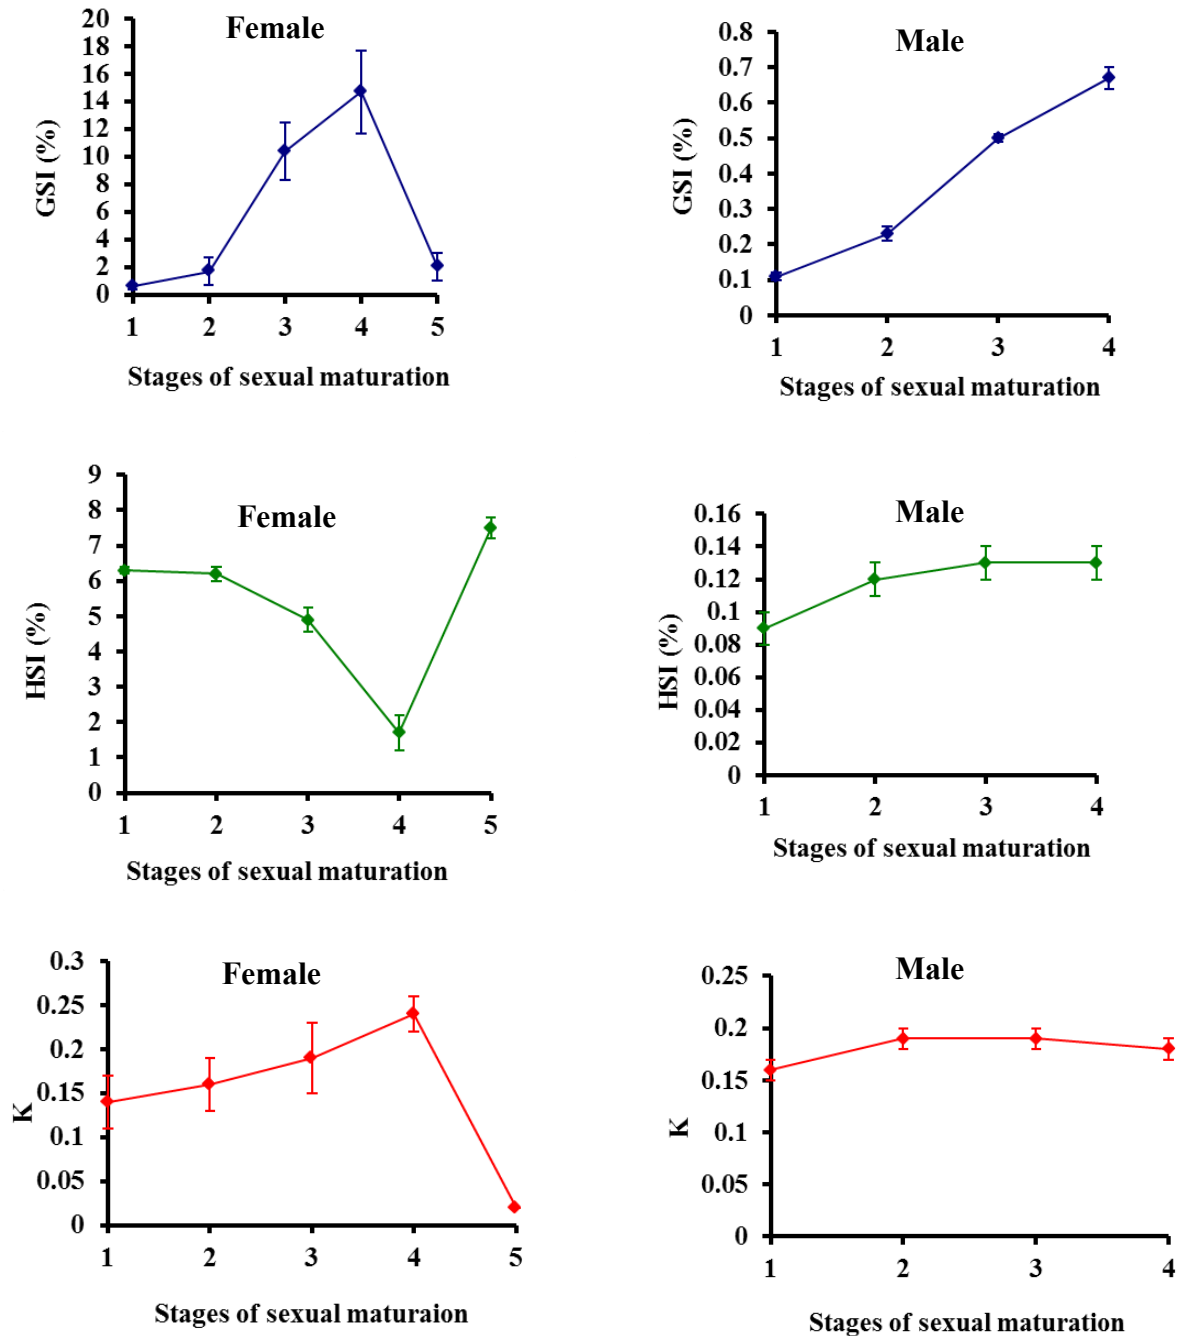 Female
GSI (%)
20
18
16
14
12
10
8
6
4
2
0
1 2 3 4 5
Stages of sexual maturation
Male
GSI (%)
0.8
0.7
0.6
0.5
0.4
0.3
0.2
0.1
0
1 2 3 4
Stages of sexual maturation
Female
HSI (%)
9
8
7
6
5
4
3
2
1
0
1 2 3 4 5
Stages of sexual maturation
Male
HSI (%)
0.16
0.14
0.12
0.1
0.08
0.06
0.04
0.02
0
1 2 3 4
Stages of sexual maturation
Female
K
0.3
0.25
0.2
0.15
0.1
0.05
0
1 2 3 4 5
Stages of sexual maturaion
Male
K
0.25
0.2
0.15
0.1
0.05
0
1 2 3 4
Stages of sexual maturation